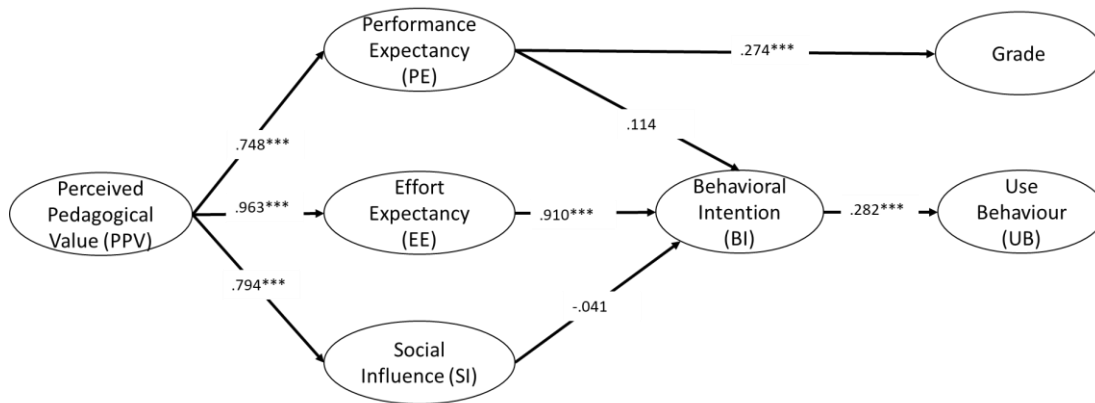 Performance
Expectancy
(PE)
.274***
Grade
.114
.748***
Perceived
Pedagogical
Value (PPV)
.963***
Effort
Expectancy
(EE)
.910***
Behavioral
Intention
(BI)
.282***
Use
Behaviour
(UB)
.794***
-.041
Social
Influence (SI)